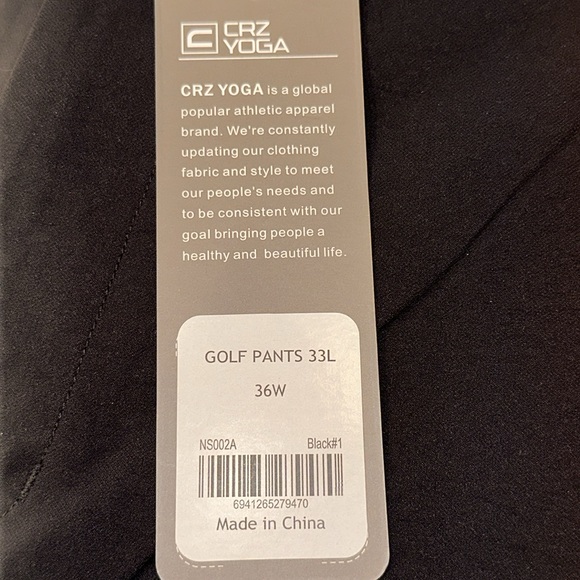 CRZ
YOGA
CRZ YOGA is a global
popular athletic apparel
brand. We're constantly
updating our clothing
fabric and style to meet
our people's needs and
to be consistent with our
goal bringing people a
healthy and beautiful life.
GOLF PANTS 33L
36W
NS002A Black#1
6941265279470
Made in China